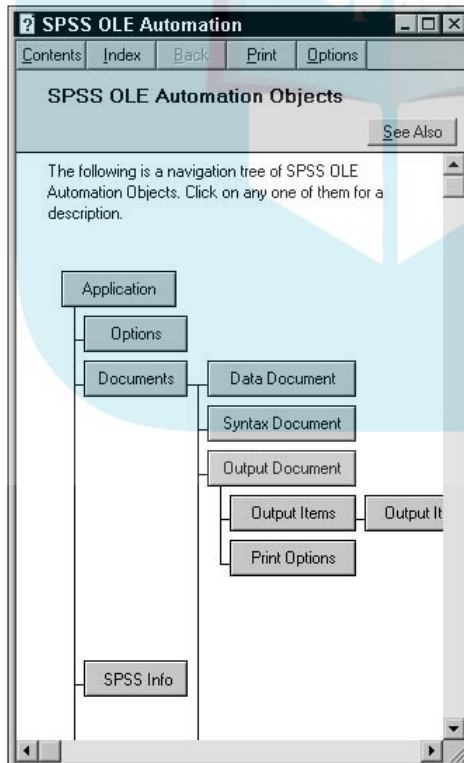 SPSS OLE Automation
Contents Index Back Print Options
SPSS OLE Automation Objects
See Also
The following is a navigation tree of SPSS OLE
Automation Objects. Click on any one of them for a
description.
Application
Options
Documents Data Document
Syntax Document
Output Document
Output Items Output It
Print Options
SPSS Info